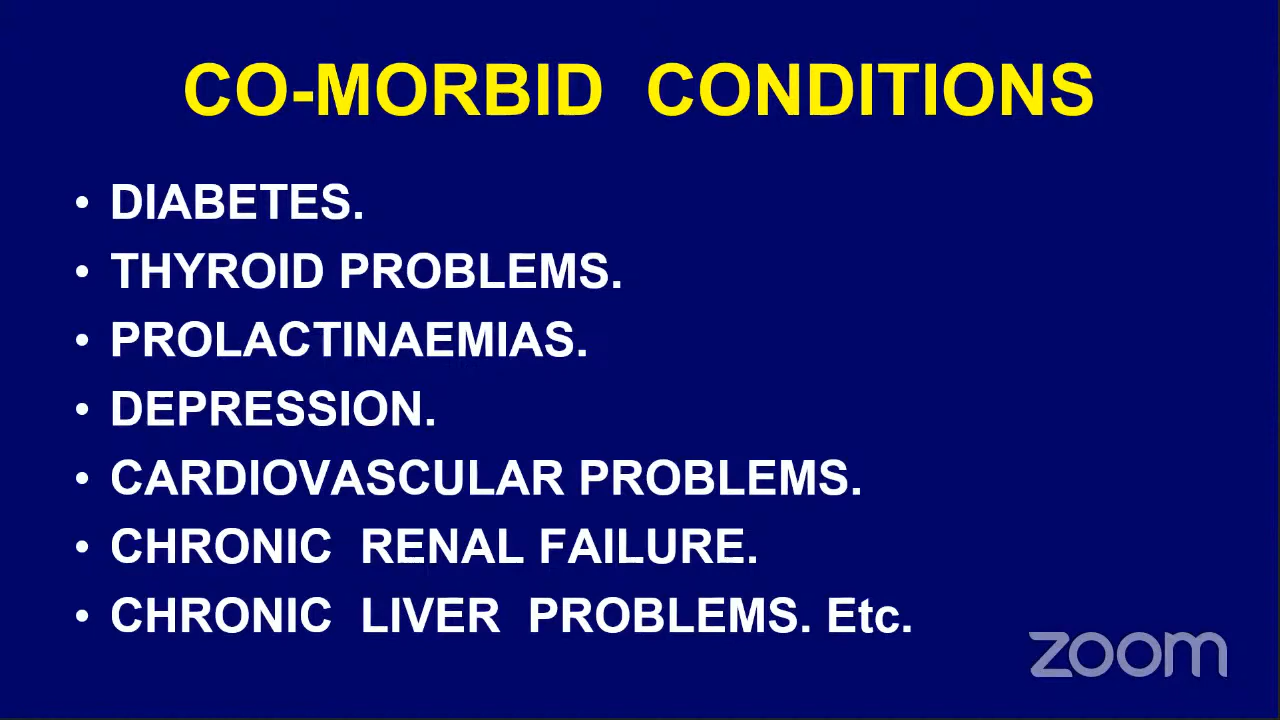 CO-MORBID CONDITIONS
• DIABETES.
• THYROID PROBLEMS.
• PROLACTINAEMIAS.
• DEPRESSION.
• CARDIOVASCULAR PROBLEMS.
• CHRONIC RENAL FAILURE.
• CHRONIC LIVER PROBLEMS. Etc.
zoom